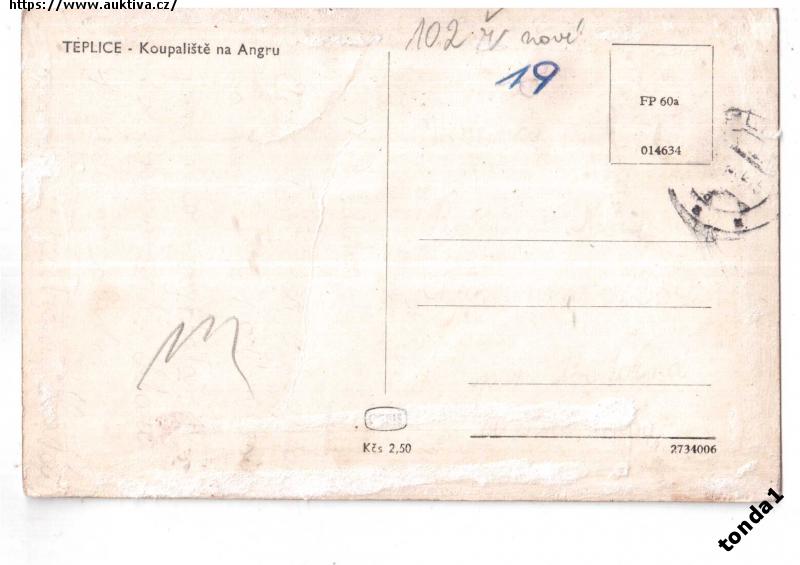 https://www.auktiva.cz/
TEPLICE - Koupaliště na Angru
102 ř nové
19
FP 60a
014634
ORBIS
Kčs 2,50
2734006
tonda1